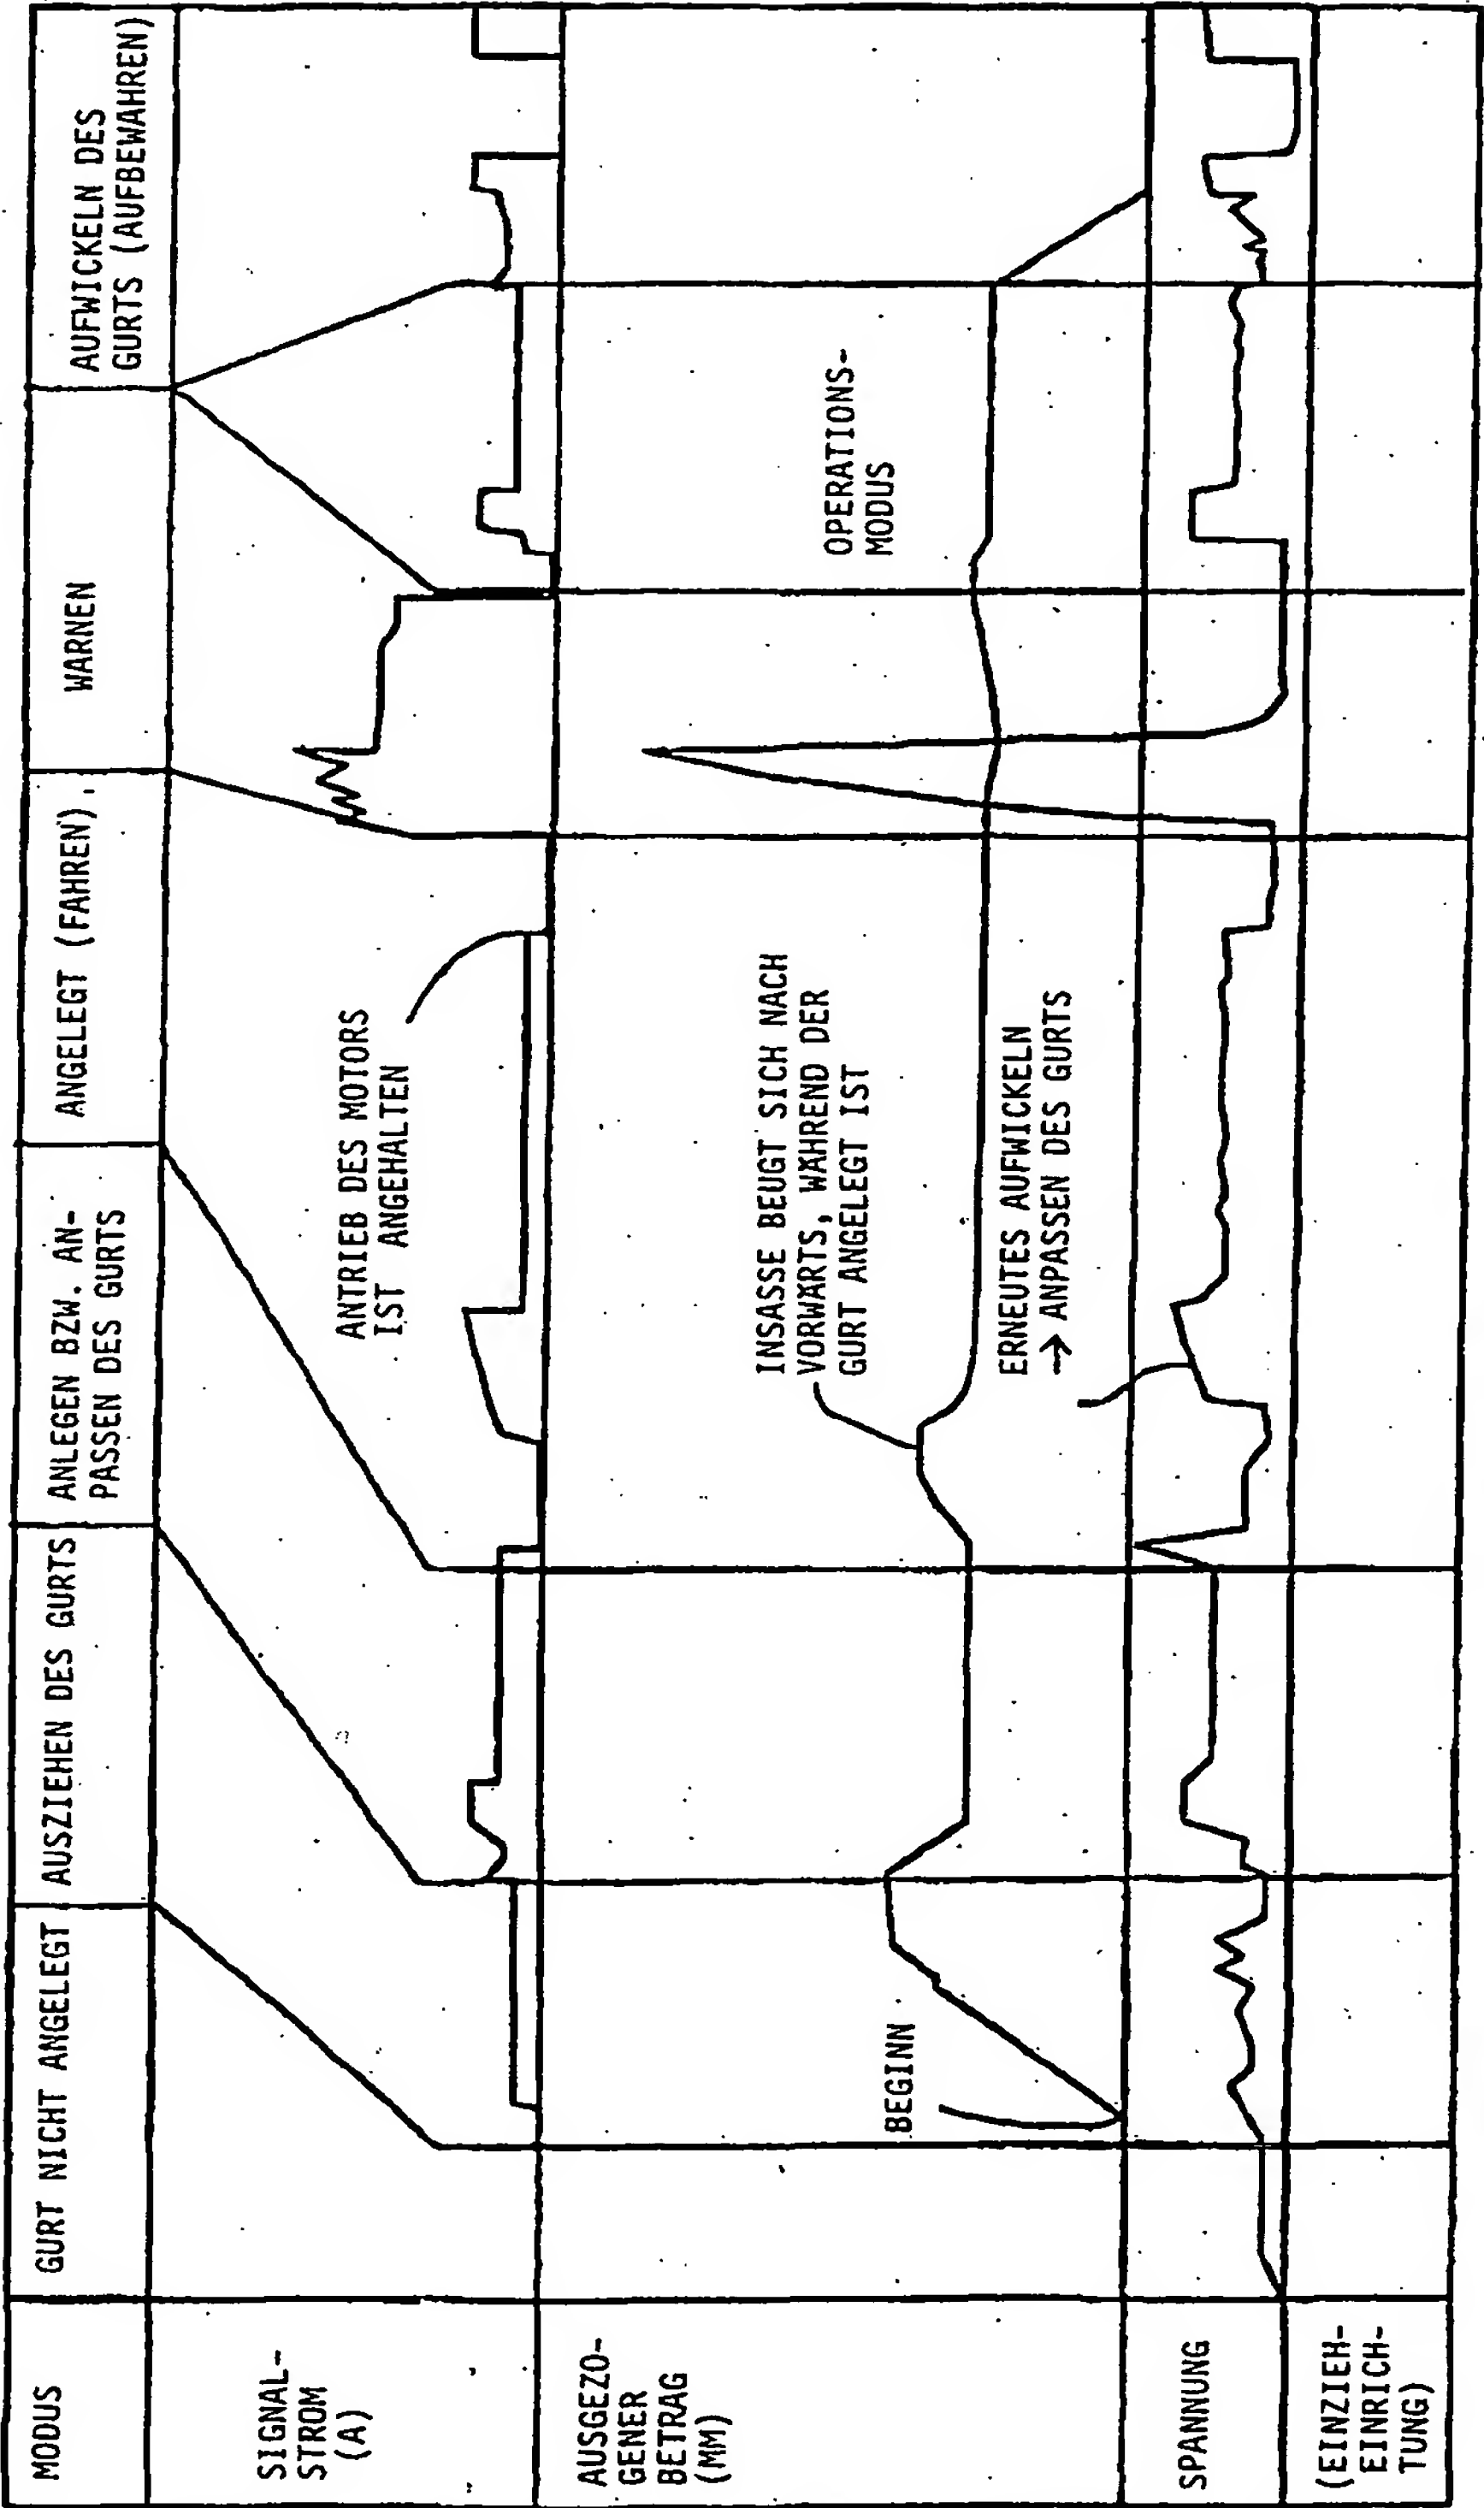 MODUS
GURT NICHT ANGELEGT
AUSZIEHEN DES GURTS
ANLEGEN BZW. AN-
PASSEN DES GURTS
ANGELEGT (FAHREN).
WARNEN
AUFWICKELN DES
GURTS (AUFBEWAHREN)
SIGNAL-
STROM
(A)
ANTRIEB DES MOTORS
IST ANGEHALTEN
AUSGEZO-
GENER
BETRAG
(MM)
BEGINN
INSASSE BEUGT SICH NACH
VORWÄRTS, WÄHREND DER
GURT ANGELEGT IST
OPERATIONS-
MODUS
ERNEUTES AUFWICKELN
→ ANPASSEN DES GURTS
SPANNUNG
(EINZIEH-
EINRICH-
TUNG)